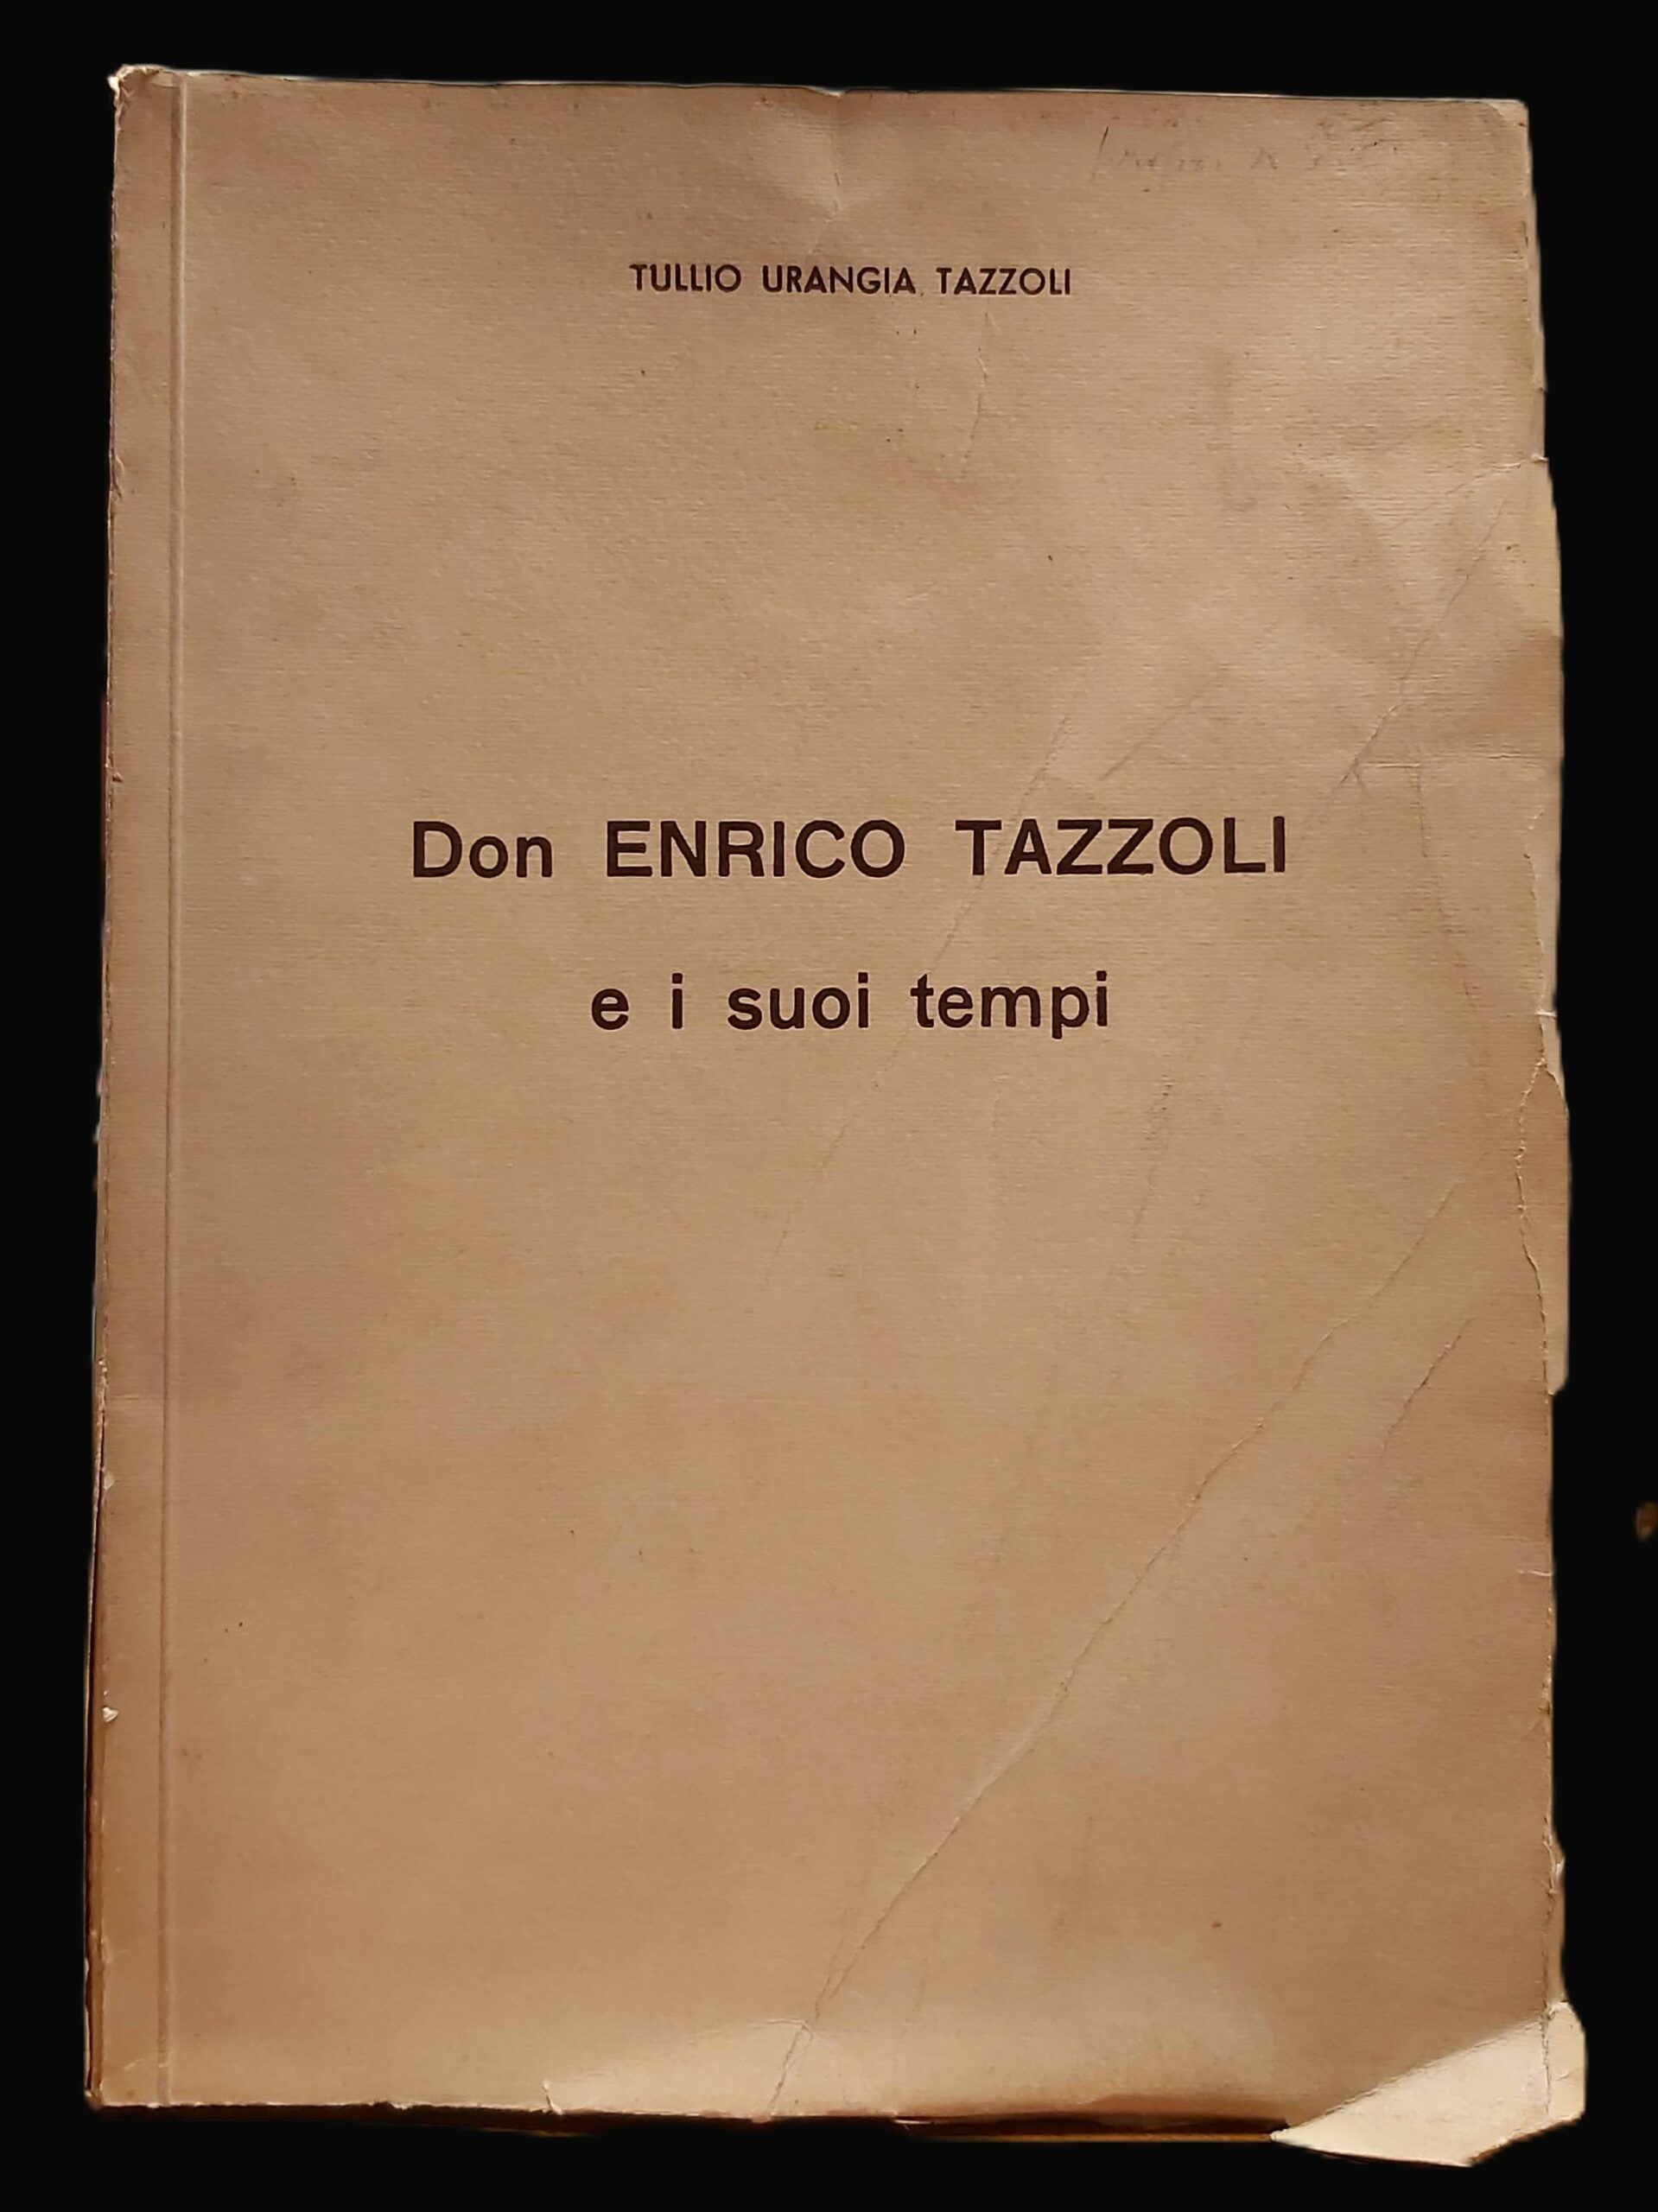 TULLIO URANGIA TAZZOLI
Don ENRICO TAZZOLI
e i suoi tempi